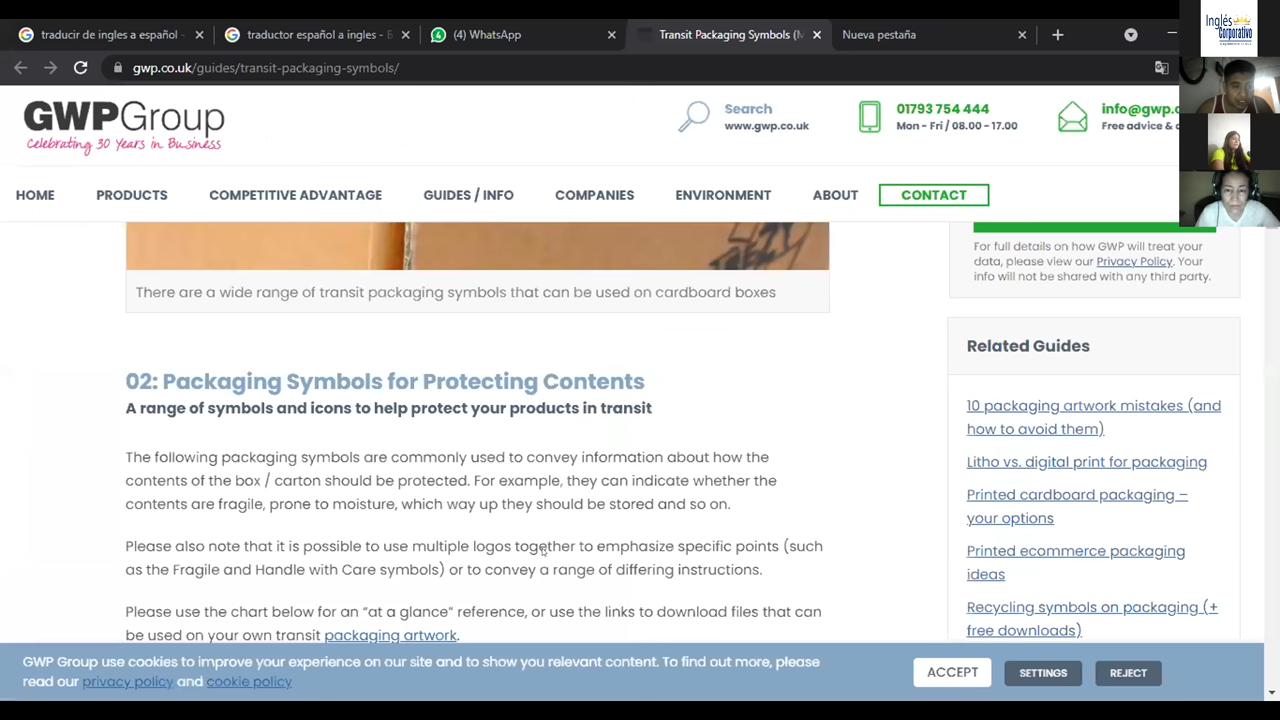 traducir de ingles a español -
traductor español a ingles - B
(4) WhatsApp
Transit Packaging Symbols (M
Nueva pestaña
gwp.co.uk/guides/transit-packaging-symbols/
Inglés
Corporativo
GWPGroup
Celebrating 30 Years in Business
Search
www.gwp.co.uk
01793 754 444
Mon - Fri / 08.00 - 17.00
info@gwp.c
Free advice &
HOME
PRODUCTS
COMPETITIVE ADVANTAGE
GUIDES / INFO
COMPANIES
ENVIRONMENT
ABOUT
CONTACT
There are a wide range of transit packaging symbols that can be used on cardboard boxes
02: Packaging Symbols for Protecting Contents
A range of symbols and icons to help protect your products in transit
The following packaging symbols are commonly used to convey information about how the
contents of the box / carton should be protected. For example, they can indicate whether the
contents are fragile, prone to moisture, which way up they should be stored and so on.
Please also note that it is possible to use multiple logos together to emphasize specific points (such
as the Fragile and Handle with Care symbols) or to convey a range of differing instructions.
Please use the chart below for an “at a glance” reference, or use the links to download files that can
be used on your own transit packaging artwork.
For full details on how GWP will treat your
data, please view our Privacy Policy. Your
info will not be shared with any third party.
Related Guides
10 packaging artwork mistakes (and
how to avoid them)
Litho vs. digital print for packaging
Printed cardboard packaging –
your options
Printed ecommerce packaging
ideas
Recycling symbols on packaging (+
free downloads)
GWP Group use cookies to improve your experience on our site and to show you relevant content. To find out more, please
read our privacy policy and cookie policy
ACCEPT
SETTINGS
REJECT